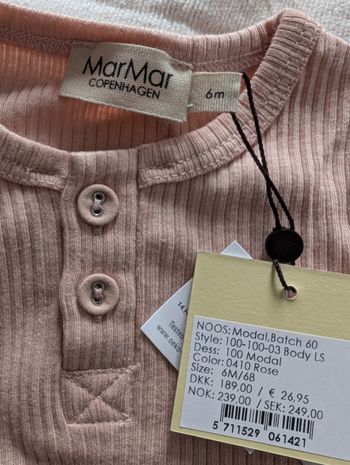 MarMar
COPENHAGEN
6m
NOOS: Modal,Batch 60
Style: 100-100-03 Body LS
Dess: 100 Modal
Color: 0410 Rose
Size: 6M/68
DKK: 189,00 / € 26,95
NOK: 239,00 / SEK: 249,00
5 711529 061421